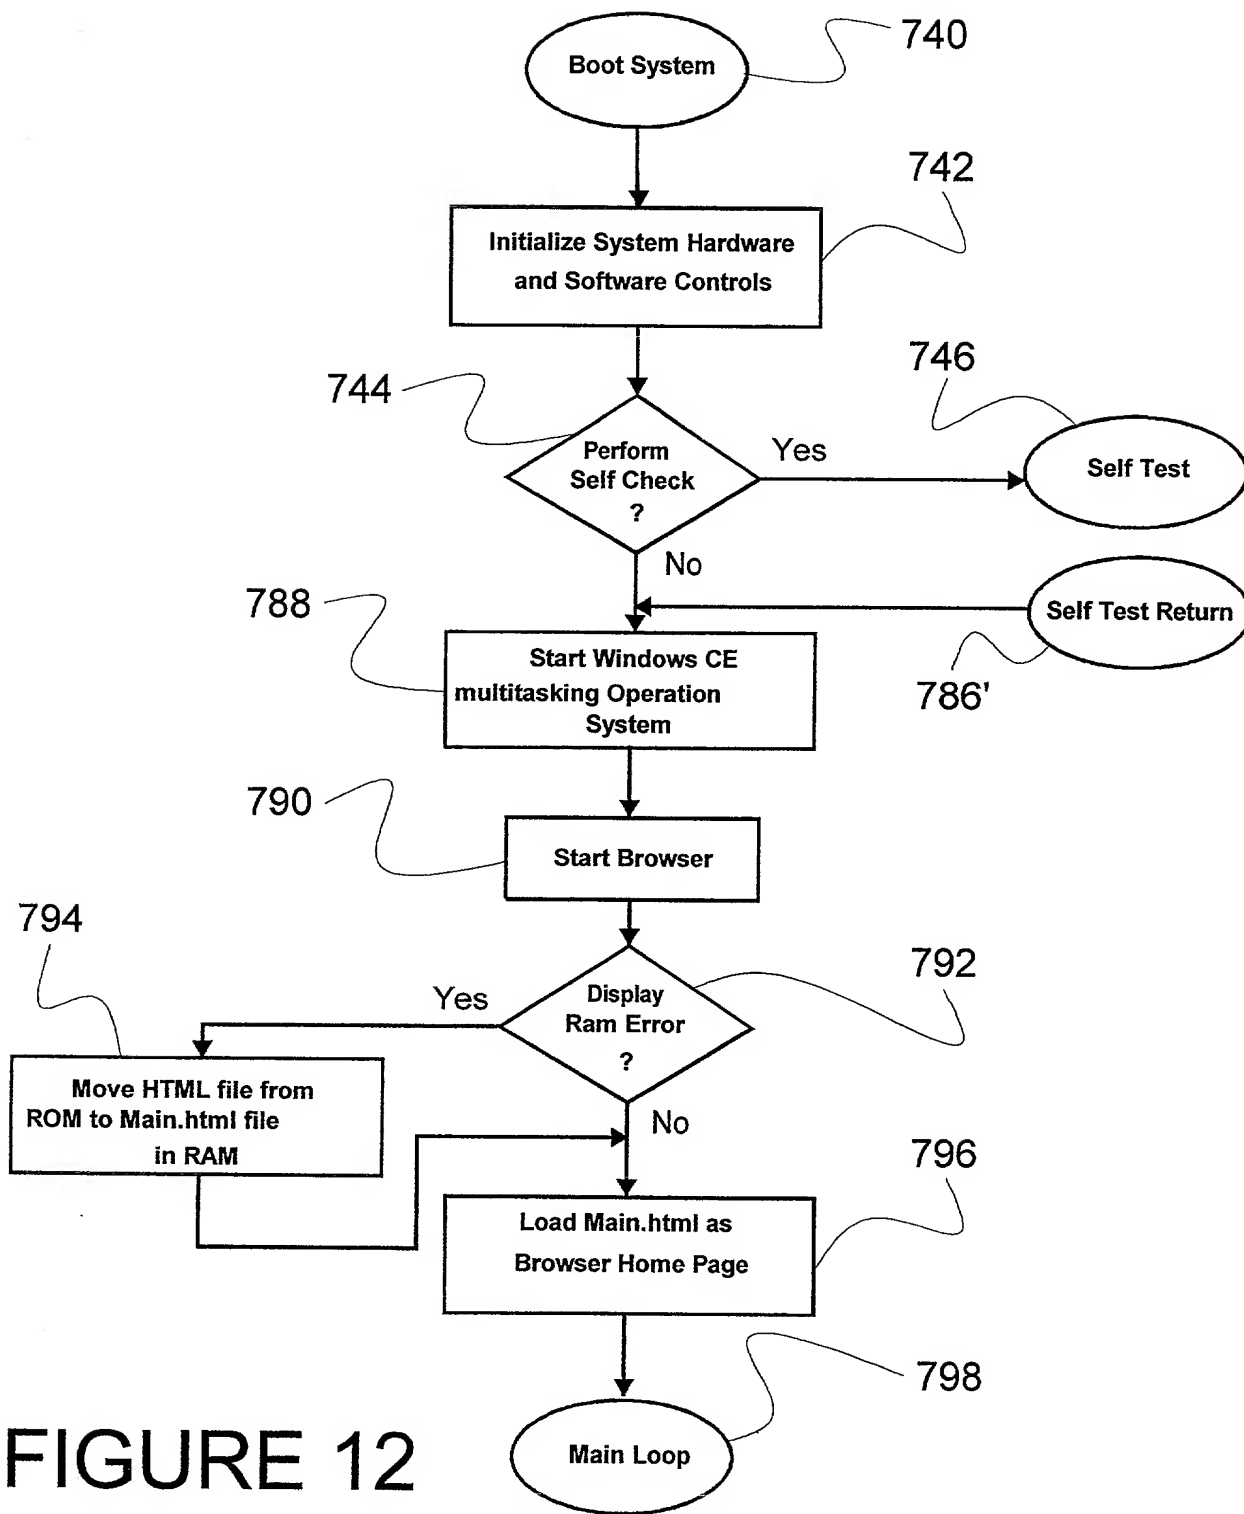 740
Boot System
742
Initialize System Hardware
and Software Controls
744
746
Perform
Self Check
?
Yes
Self Test
No
788
Self Test Return
786'
Start Windows CE
multitasking Operation
System
790
Start Browser
794
792
Yes
Display
Ram Error
?
Move HTML file from
ROM to Main.html file
in RAM
No
796
Load Main.html as
Browser Home Page
798
Main Loop
FIGURE 12